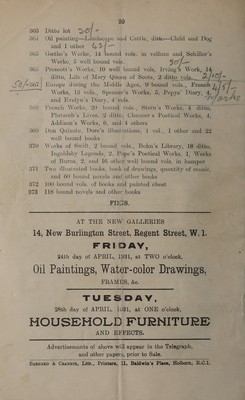 20
363 Ditto lot 20/-
364 Oil painting—Landscape and Cattle, ditto—Child and Dog
and 1 other
365 Goethe's Works, 14 bound vols. in vellum and Schiller's
Works, 5 well bound vols. 30/-
366 Prescott's Works, 10 well bound vols, Irving's Work, 14
ditto, Life of Mary Queen of Scots, 2 ditto vols.
Europe during the Middle Ages, 9 bound vols., French
Works, 11 vols., Spenser's Works, 5, Pepys' Diary, 4
and Evelyn's Diary, 4 vols.
368 French Works, 20 bound vols., Stern's Works, 4 ditto,
Plutarch's Lives, 2 ditto, Chaucer's Poetical Works, 4,
Addison's Works, 6, and 4 others
369 Don Quixote, Dore's illustrations, 1 vol., 1 other and 22
well bound books
370 Works of Swift, 2 bound vols., Bohn's Library, 18 ditto,
Ingoldsby Legends, 2, Pope's Poetical Works, 1, Works
of Burns, 2, and 16 other well bound vols. in hamper
371 Two illustrated books, book of drawings, quantity of music,
and 60 bound novels and other books
372 100 bound vols. of books and painted chest
373 118 bound novels and other books
FINIS.
AT THE NEW GALLERIES
14, New Burlington Street, Regent Street, W.1.
FRIDAY,
24th day of APRIL, 1931, at TWO o'clock,
Oil Paintings, Water-color Drawings,
FRAMES, &c.
TUESDAY,
28th day of APRIL, 1931, at ONE o'clock,
HOUSEHOLD FURNITURE
AND EFFECTS.
Advertisements of above will appear in the Telegraph,
and other papers, prior to Sale.
Printers, 11, Baldwin's Place, Holborn, E.C.1.